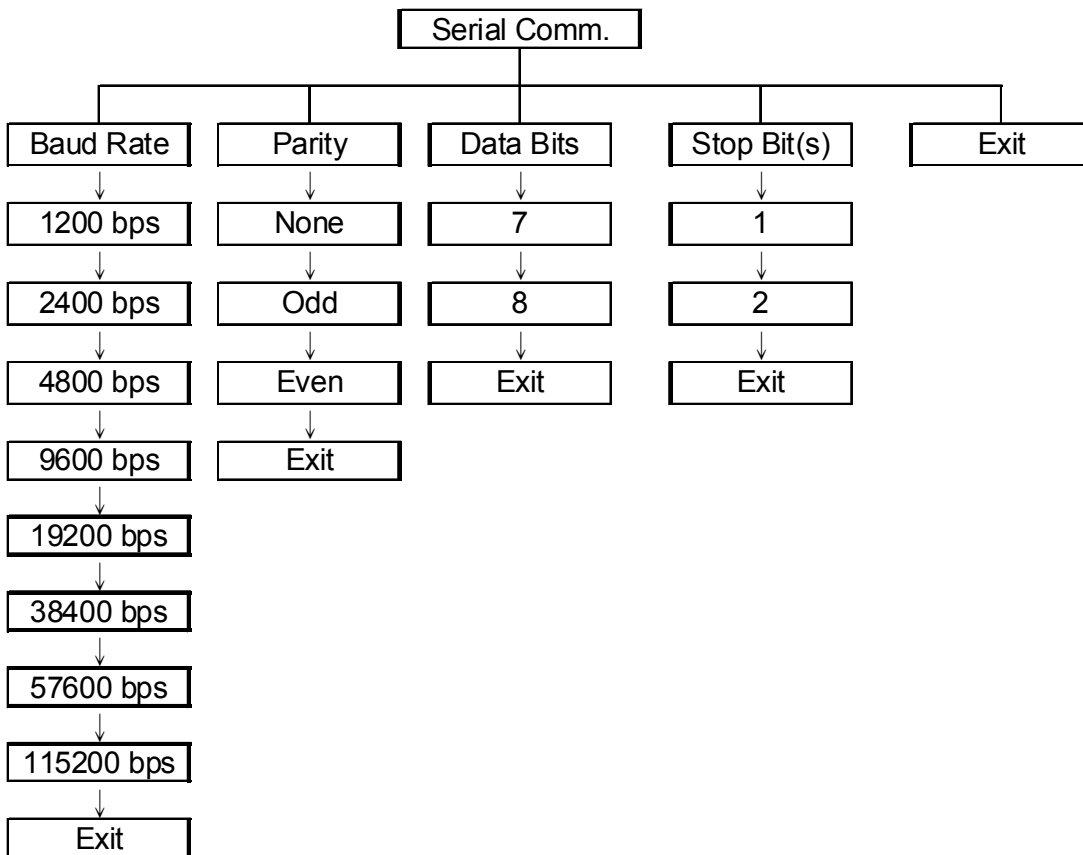 Serial Comm.
Baud Rate
Parity
Data Bits
Stop Bit(s)
Exit
1200 bps
None
7
1
2400 bps
Odd
8
2
4800 bps
Even
Exit
Exit
9600 bps
Exit
19200 bps
38400 bps
57600 bps
115200 bps
Exit